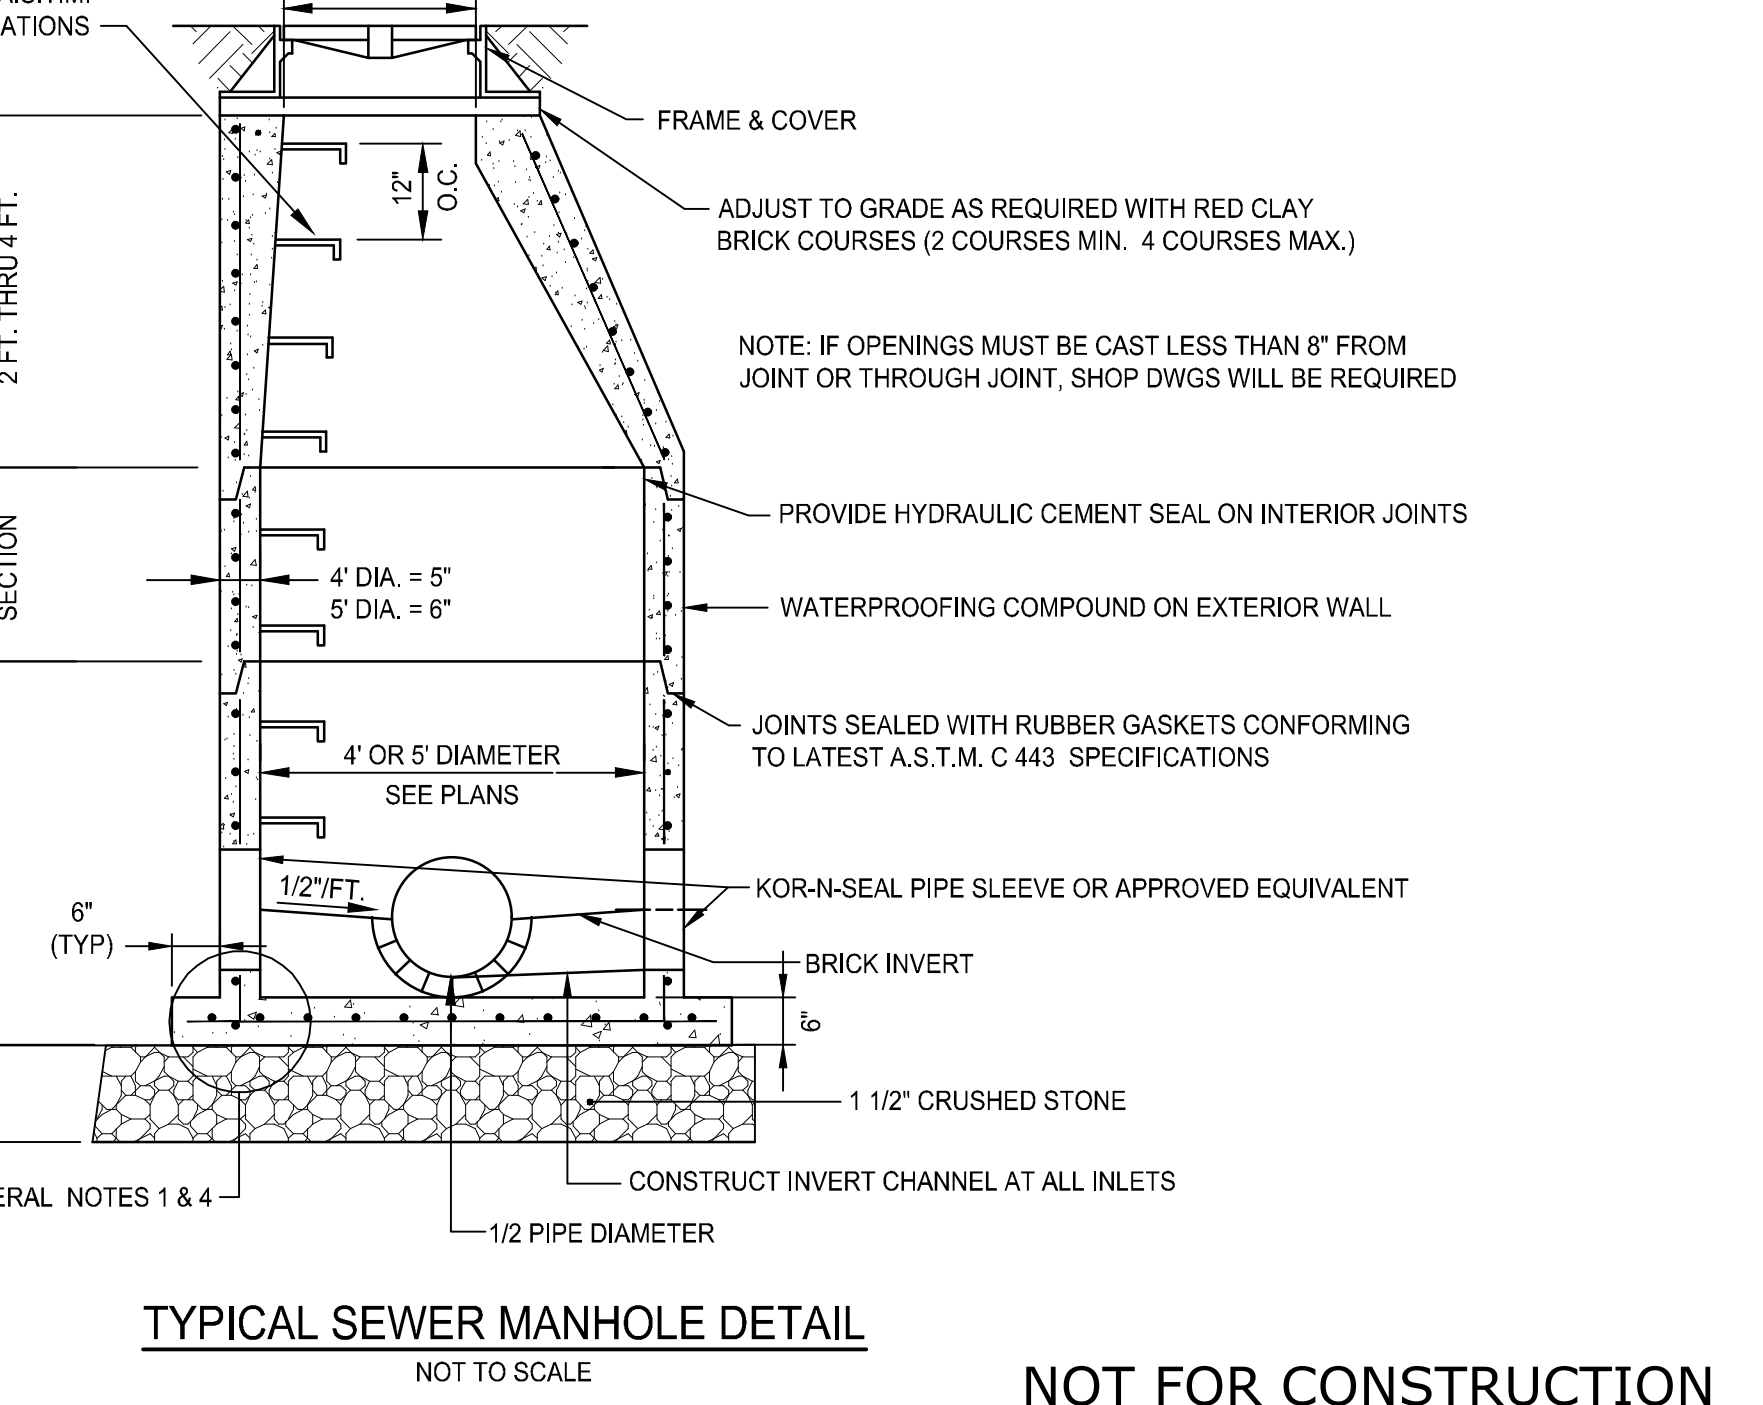 ATIONS
FRAME & COVER
12"
O.C.
ADJUST TO GRADE AS REQUIRED WITH RED CLAY
BRICK COURSES (2 COURSES MIN.  4 COURSES MAX.)
2 FT. THRU 4 FT.
NOTE: IF OPENINGS MUST BE CAST LESS THAN 8" FROM
JOINT OR THROUGH JOINT, SHOP DWGS WILL BE REQUIRED
PROVIDE HYDRAULIC CEMENT SEAL ON INTERIOR JOINTS
SECTION
4' DIA. = 5"
5' DIA. = 6"
WATERPROOFING COMPOUND ON EXTERIOR WALL
JOINTS SEALED WITH RUBBER GASKETS CONFORMING
TO LATEST A.S.T.M. C 443  SPECIFICATIONS
4' OR 5' DIAMETER
SEE PLANS
1/2"/FT.
KOR-N-SEAL PIPE SLEEVE OR APPROVED EQUIVALENT
6"
(TYP)
BRICK INVERT
6"
1 1/2" CRUSHED STONE
CONSTRUCT INVERT CHANNEL AT ALL INLETS
ERAL  NOTES 1 & 4
1/2 PIPE DIAMETER
TYPICAL SEWER MANHOLE DETAIL
NOT TO SCALE
NOT FOR CONSTRUCTION